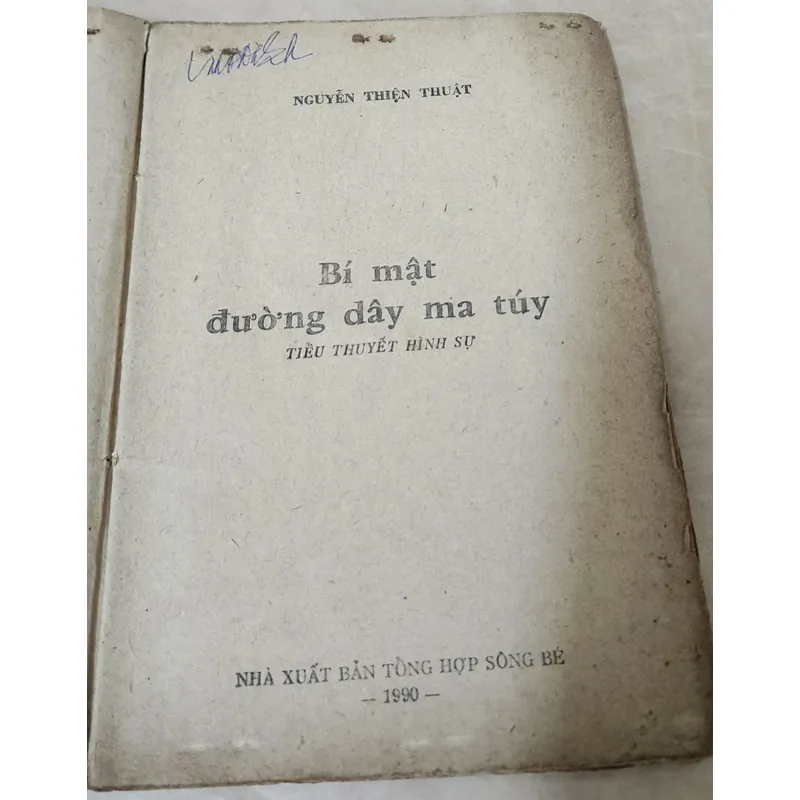 NGUYỄN THIỆN THUẬT
Bí mật
đường dây ma túy
TIỂU THUYẾT HÌNH SỰ
NHÀ XUẤT BẢN TỔNG HỢP SÔNG BÉ
— 1990 —